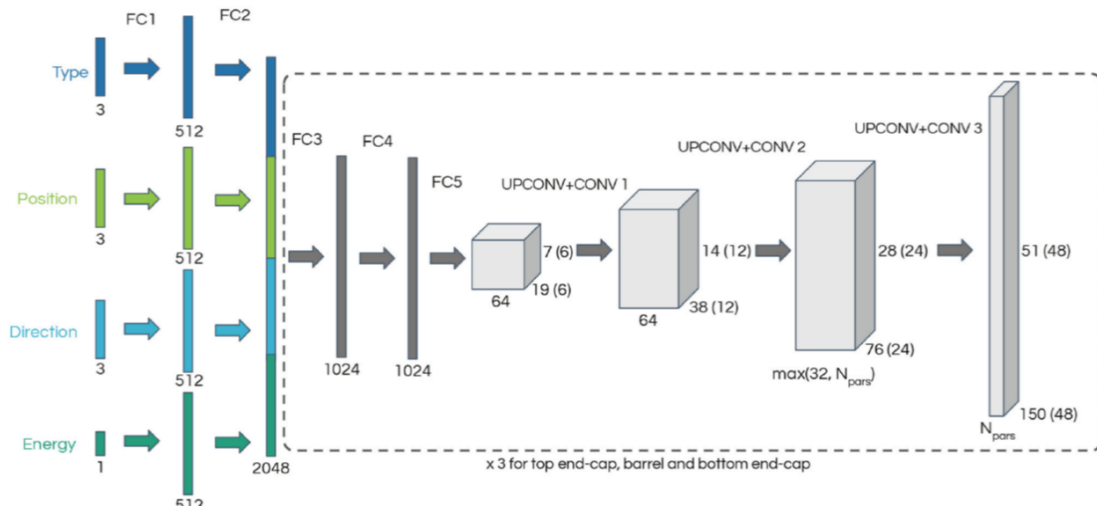 FC1
FC2
Type
3
512
Position
3
512
Direction
3
512
Energy
1
512
2048
FC3
1024
FC4
1024
FC5
64
7 (6)
19 (6)
UPCONV+CONV 1
64
14 (12)
38 (12)
UPCONV+CONV 2
max(32, N_pars)
28 (24)
76 (24)
UPCONV+CONV 3
N_pars
51 (48)
150 (48)
x 3 for top end-cap, barrel and bottom end-cap